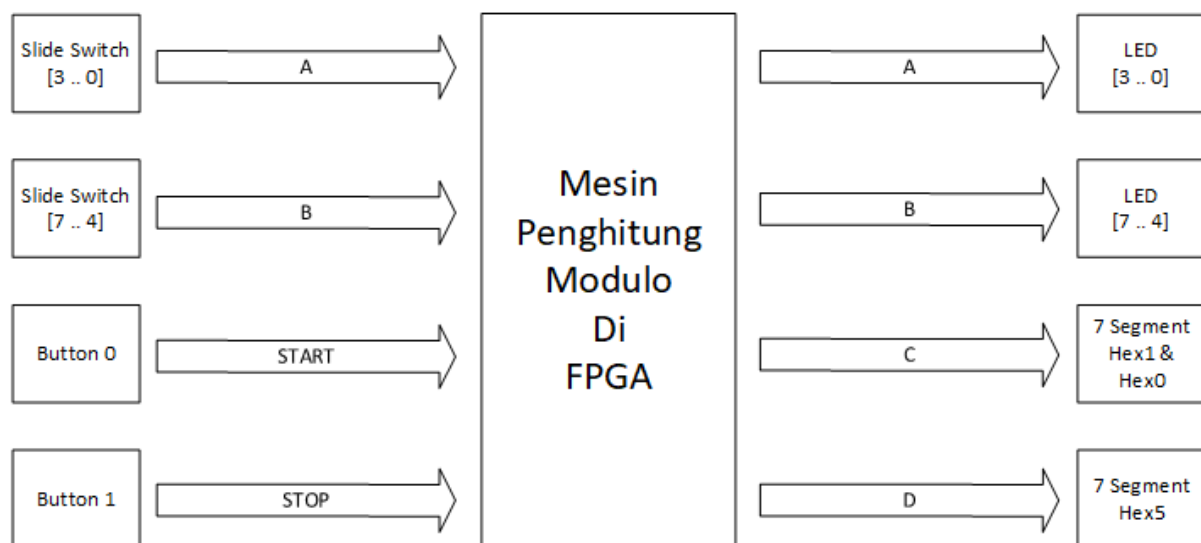 Slide Switch
[3 .. 0]
A
A
LED
[3 .. 0]
Slide Switch
[7 .. 4]
B
Mesin
Penghitung
Modulo
Di
FPGA
B
LED
[7 .. 4]
Button 0
START
C
7 Segment
Hex1 &
Hex0
Button 1
STOP
D
7 Segment
Hex5